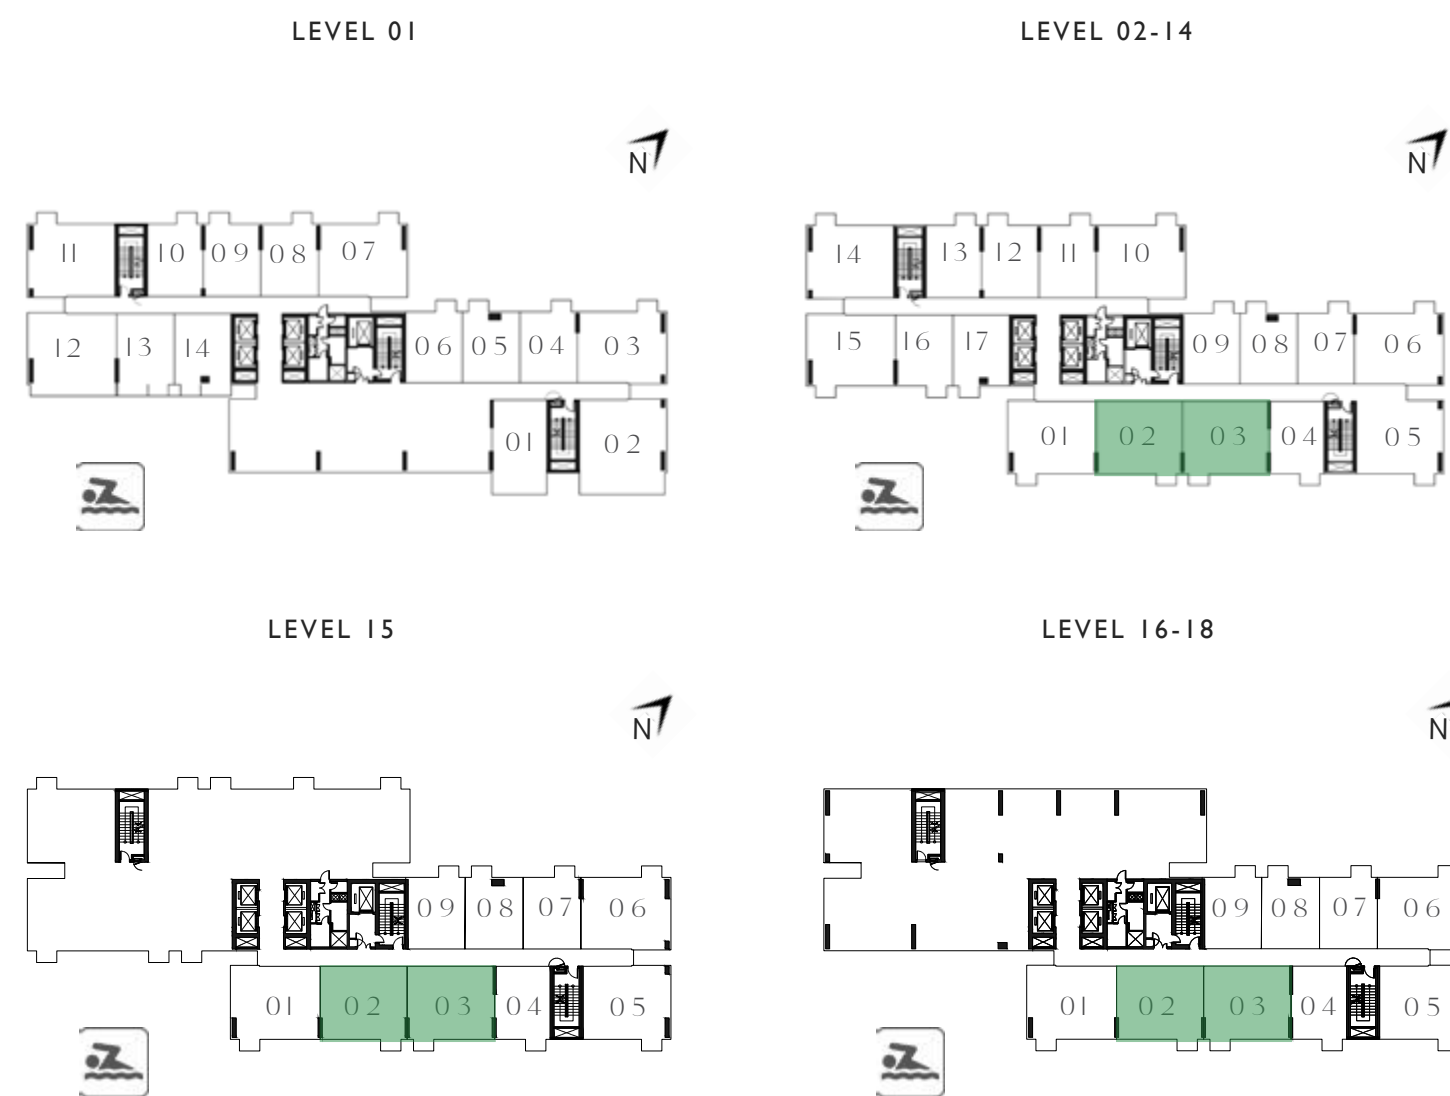 LEVEL 01
LEVEL 02-14
N
N
11 10 09 08 07
14 13 12 11 10
12 13 14 06 05 04 03
15 16 17 09 08 07 06
01 02
01 02 03 04 05
LEVEL 15
LEVEL 16-18
N
N
09 08 07 06
09 08 07 06
01 02 03 04 05
01 02 03 04 05